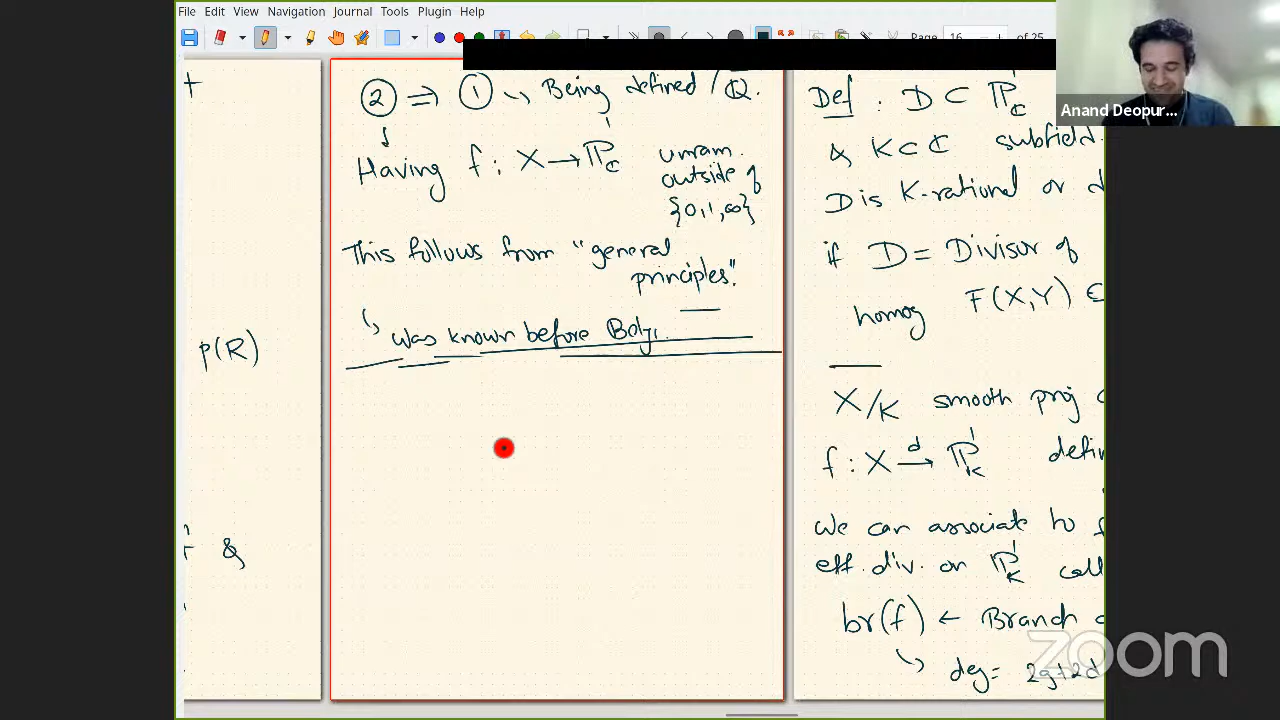 File Edit View Navigation Journal Tools Plugin Help
Page 16 of 25
Anand Deopur...
p(R)
&
② ⇒ ① ↪ Being defined / Q̅.
Having f : X → P¹_C unram. outside of {0,1,∞}
This follows from "general
principles".
↪ was known before Belyi.
Def : D ⊂ P¹_C
& K ⊂ C subfield.
D is K-rational or d
if D = Divisor of
homog F(X,Y) ∈
X/K smooth proj
f : X →^d P¹_K defin
We can associate to f
eff. div. on P¹_K call
br(f) ← Branch
↪ deg = 2g+2d
zoom